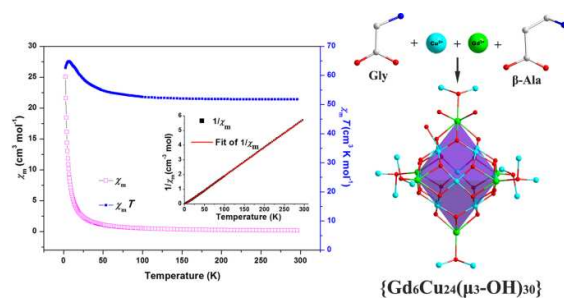 30
25
20
15
10
5
0
χm (cm³ mol⁻¹)
0 50 100 150 200 250 300
Temperature (K)
70
60
50
40
30
20
10
0
χmT (cm³ K mol⁻¹)
χm
χmT
6
5
4
3
2
1
0
1/χm (cm⁻³ mol)
1/χm
Fit of 1/χm
0 50 100 150 200 250 300
Temperature (K)
Gly
+
Cu²⁺
+
Gd³⁺
+
β-Ala
{Gd₆Cu₂₄(μ₃-OH)₃₀}